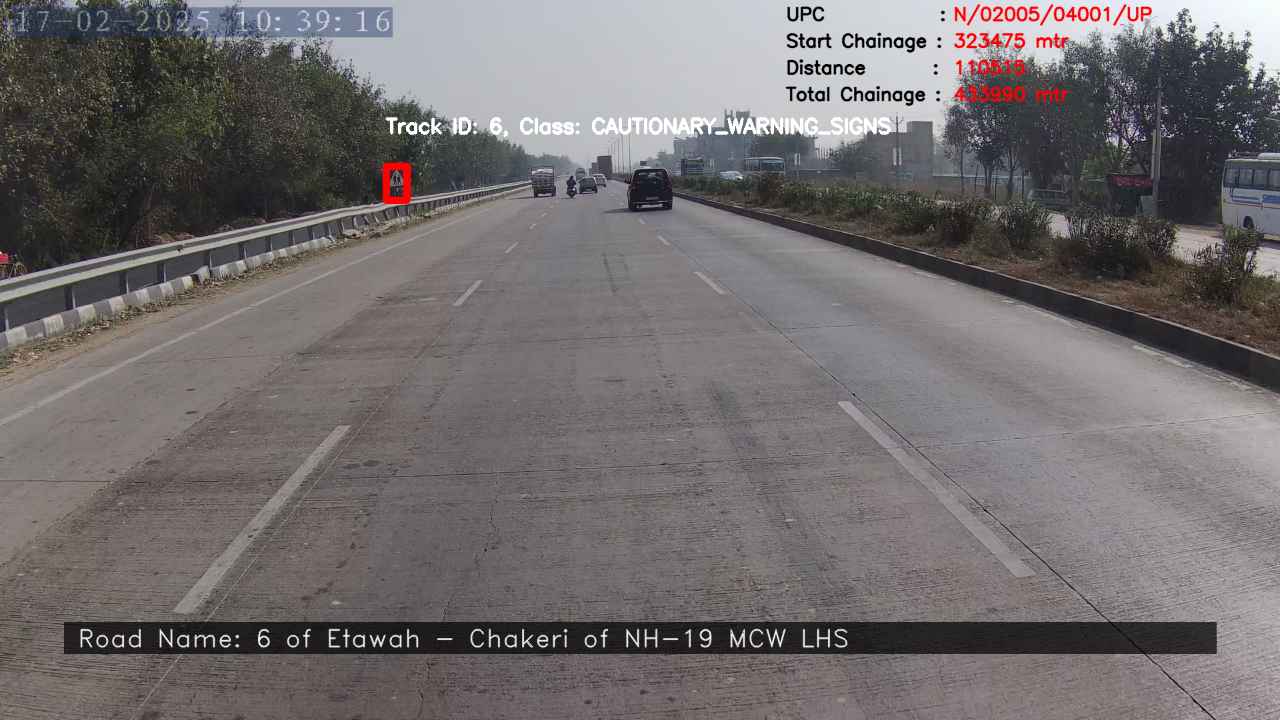 17-02-2025 10:39:16
UPC : N/02005/04001/UP
Start Chainage : 323475 mtr
Distance : 110515
Total Chainage : 433990 mtr
Track ID: 6, Class: CAUTIONARY_WARNING_SIGNS
Road Name: 6 of Etawah - Chakeri of NH-19 MCW LHS